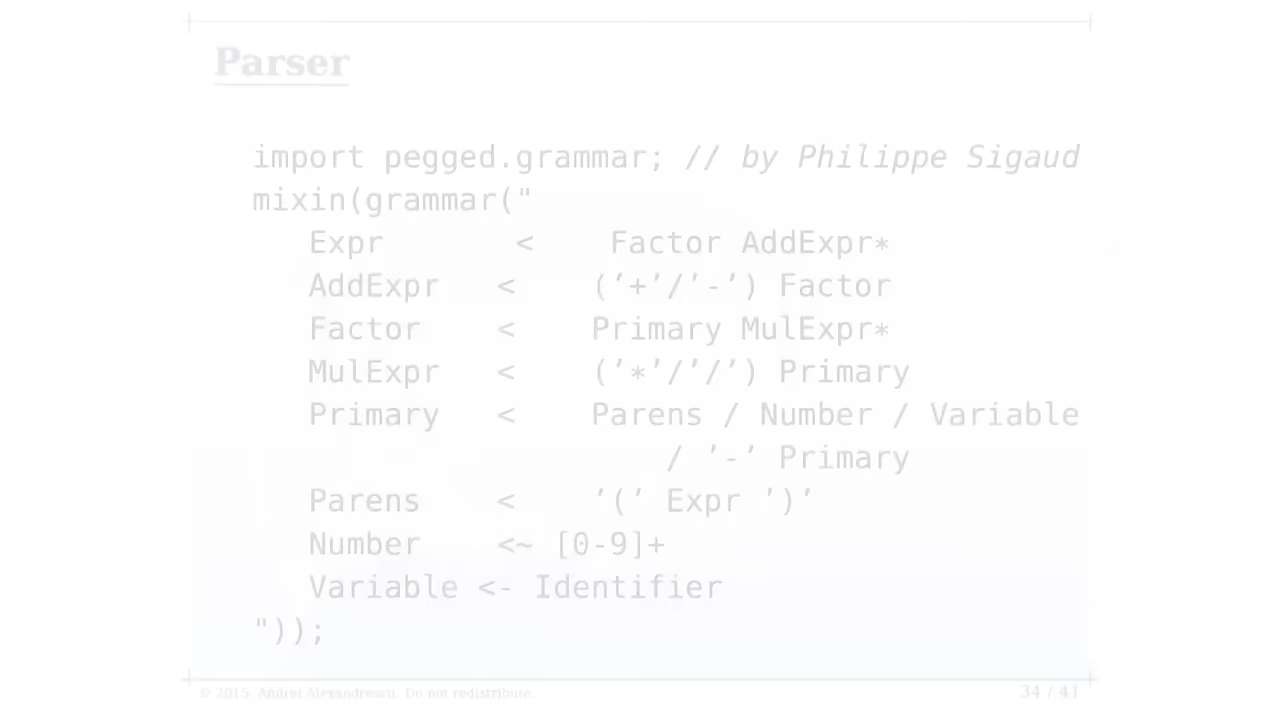 Parser
import pegged.grammar; // by Philippe Sigaud
mixin(grammar("
Expr < Factor AddExpr*
AddExpr < ('+'/'-') Factor
Factor < Primary MulExpr*
MulExpr < ('*'/'/') Primary
Primary < Parens / Number / Variable
/ '-' Primary
Parens < '(' Expr ')'
Number <~ [0-9]+
Variable <- Identifier
"));
© 2015 Andrei Alexandrescu. Do not redistribute.
34 / 41